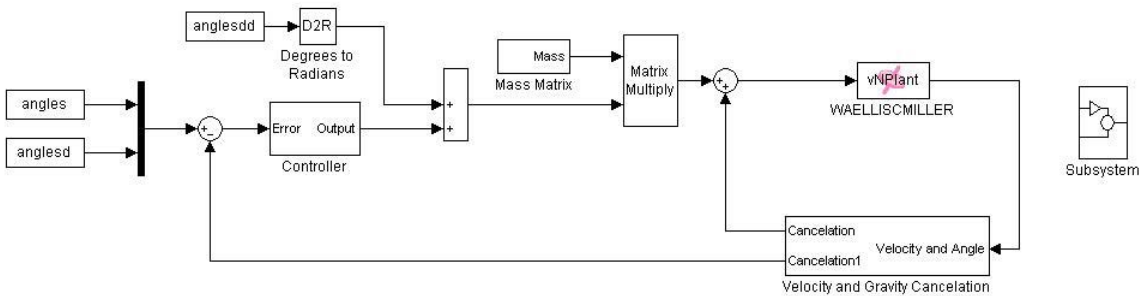 anglesdd
D2R
Degrees to
Radians
Mass
Mass Matrix
Matrix
Multiply
WAELLISCMILLER
angles
anglesd
Error
Output
Controller
Subsystem
Cancelation
Cancelation1
Velocity and Angle
Velocity and Gravity Cancelation